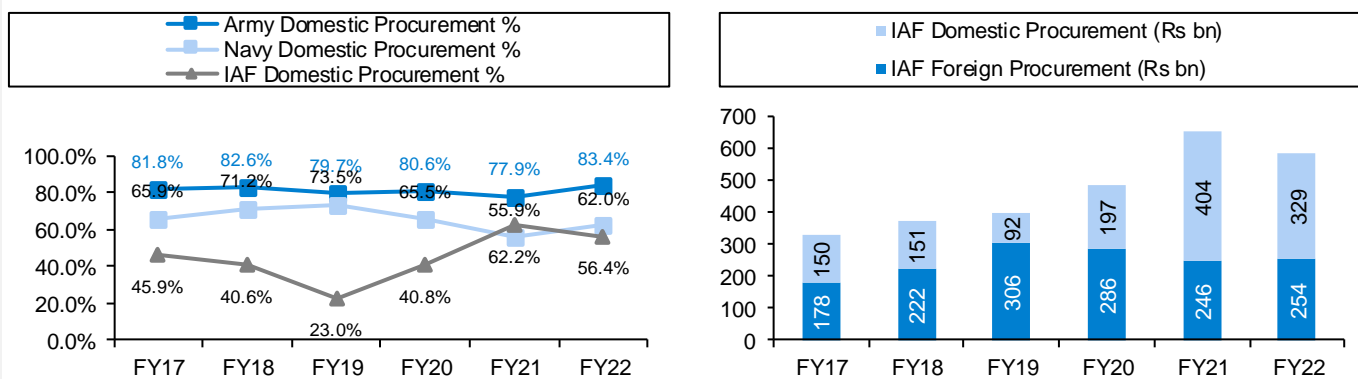 Army Domestic Procurement %
Navy Domestic Procurement %
IAF Domestic Procurement %
100.0%
80.0%
60.0%
40.0%
20.0%
0.0%
81.8% 82.6% 79.7% 80.6% 77.9% 83.4%
65.9% 71.2% 73.5% 65.5% 55.9% 62.0%
45.9% 40.6% 23.0% 40.8% 62.2% 56.4%
FY17 FY18 FY19 FY20 FY21 FY22
IAF Domestic Procurement (Rs bn)
IAF Foreign Procurement (Rs bn)
700
600
500
400
300
200
100
0
150 151 92 197 404 329
178 222 306 286 246 254
FY17 FY18 FY19 FY20 FY21 FY22